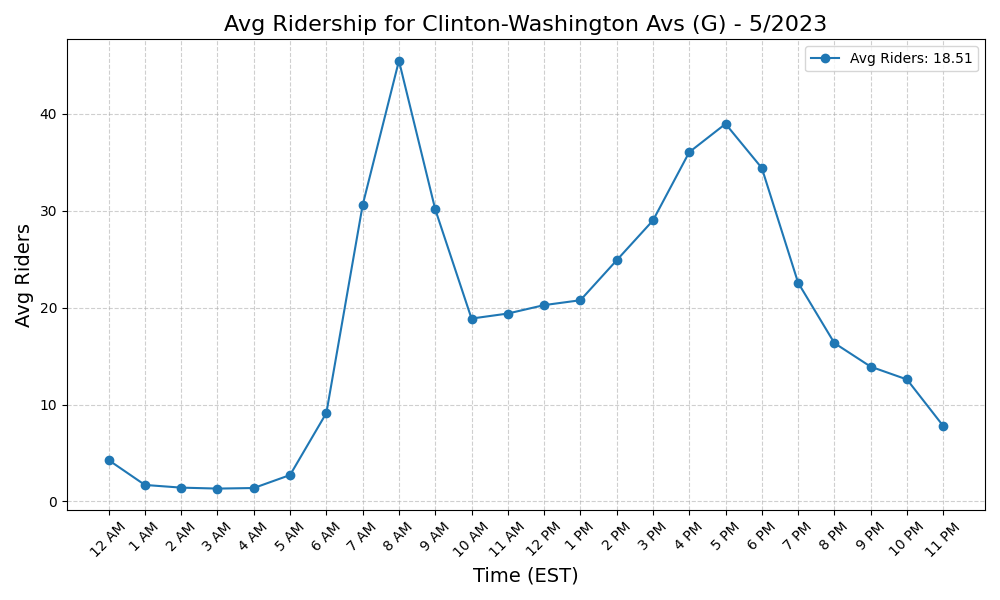 Avg Ridership for Clinton-Washington Avs (G) - 5/2023
Avg Riders: 18.51
Avg Riders
40
30
20
10
0
12 AM
1 AM
2 AM
3 AM
4 AM
5 AM
6 AM
7 AM
8 AM
9 AM
10 AM
11 AM
12 PM
1 PM
2 PM
3 PM
4 PM
5 PM
6 PM
7 PM
8 PM
9 PM
10 PM
11 PM
Time (EST)